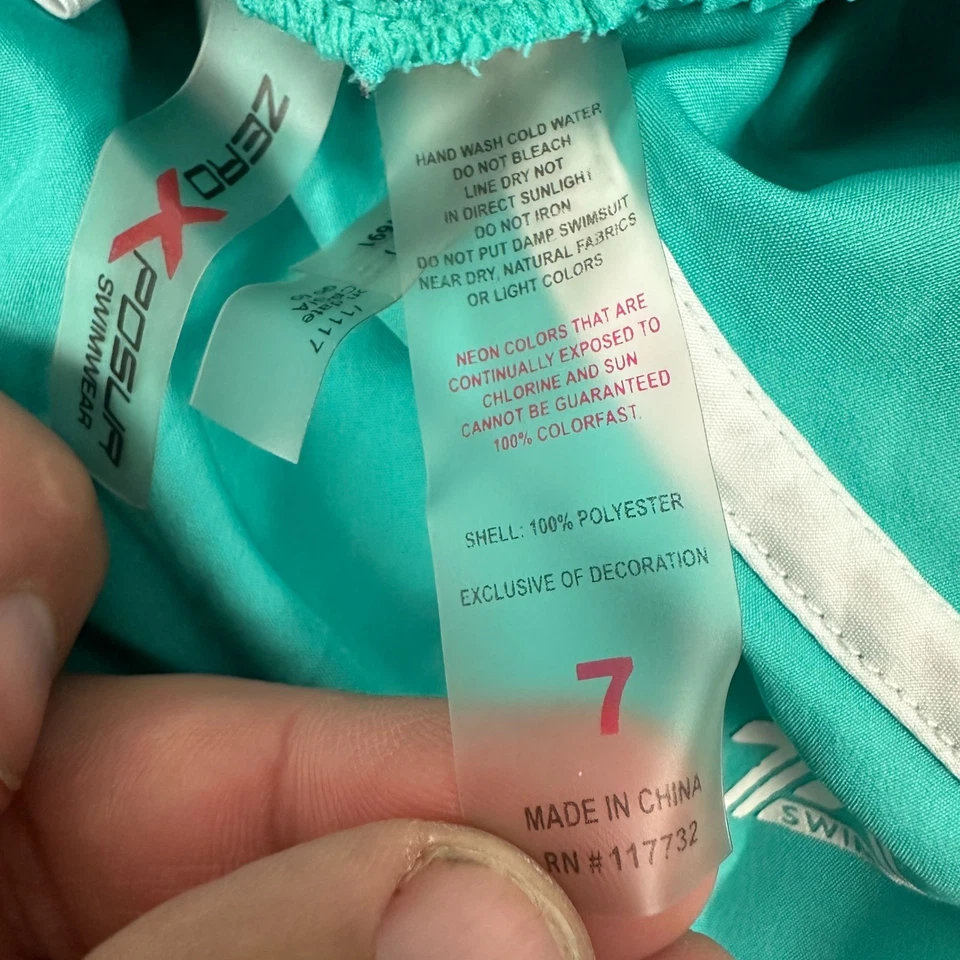 ZEROXPOSUR
SWIMWEAR
HAND WASH COLD WATER
DO NOT BLEACH
LINE DRY NOT
IN DIRECT SUNLIGHT
DO NOT IRON
DO NOT PUT DAMP SWIMSUIT
NEAR DRY, NATURAL FABRICS
OR LIGHT COLORS
NEON COLORS THAT ARE
CONTINUALLY EXPOSED TO
CHLORINE AND SUN
CANNOT BE GUARANTEED
100% COLORFAST.
SHELL: 100% POLYESTER
EXCLUSIVE OF DECORATION
7
MADE IN CHINA
RN #117732